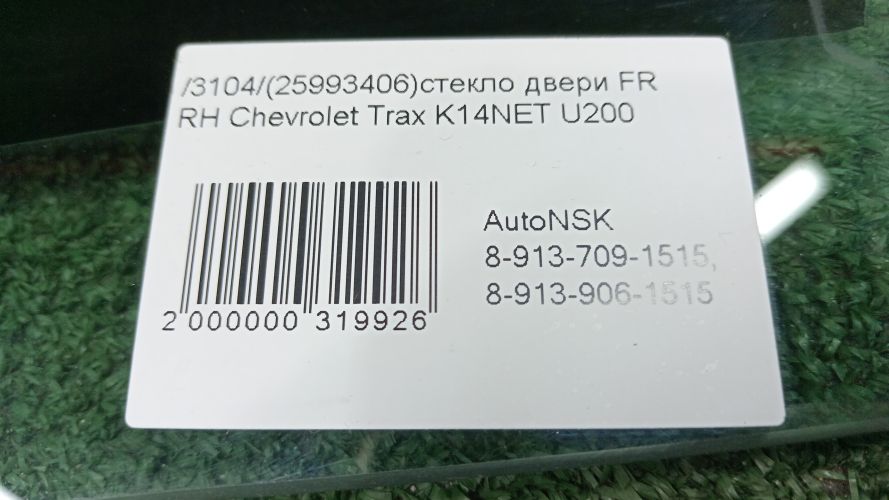 /3104/(25993406)стекло двери FR
RH Chevrolet Trax K14NET U200
AutoNSK
8-913-709-1515,
8-913-906-1515
2 000000 319926